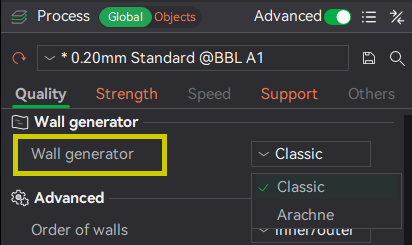 Process Global Objects Advanced
* 0.20mm Standard @BBL A1
Quality Strength Speed Support Others
Wall generator
Wall generator Classic
Classic
Advanced
Arachne
Order of walls Inner/outer